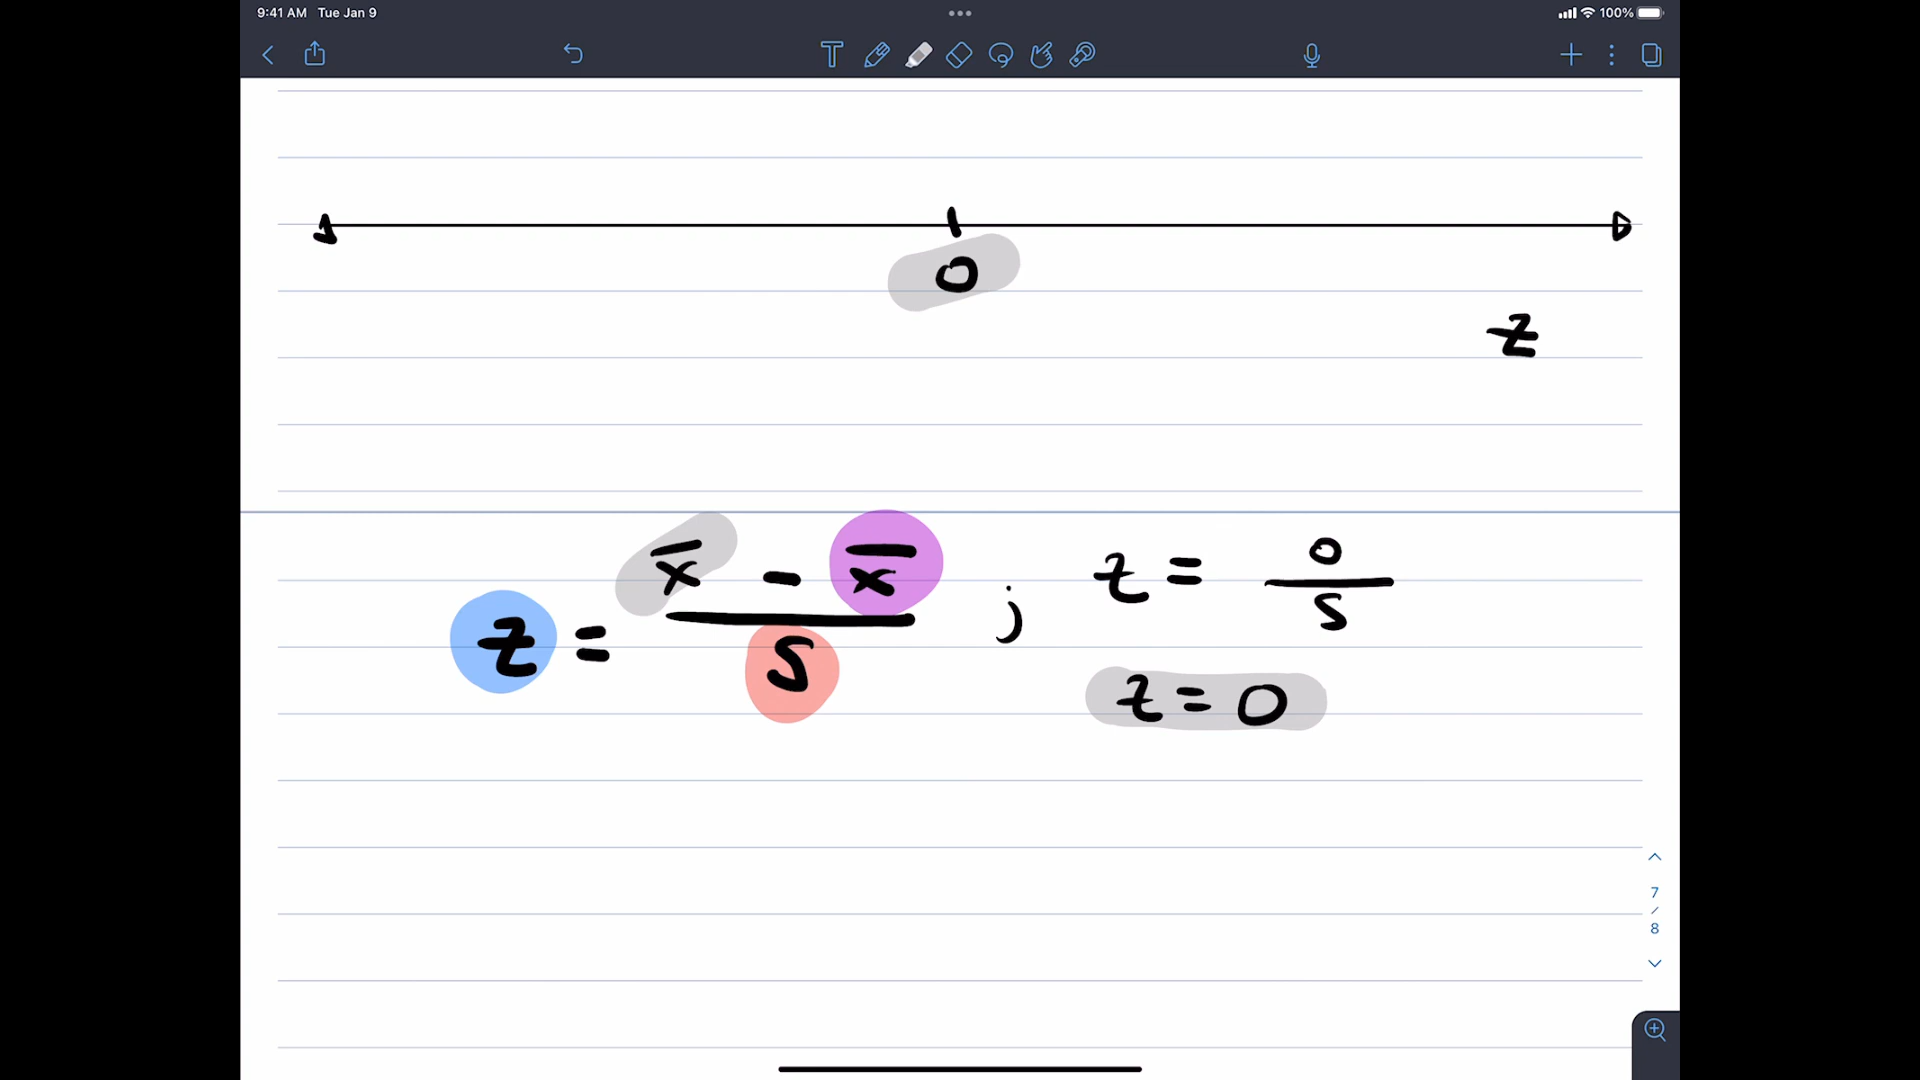 9:41 AM Tue Jan 9
100%
0
z
z = x̄ - x̄ / s ; z = 0 / s
z = 0
7
/
8